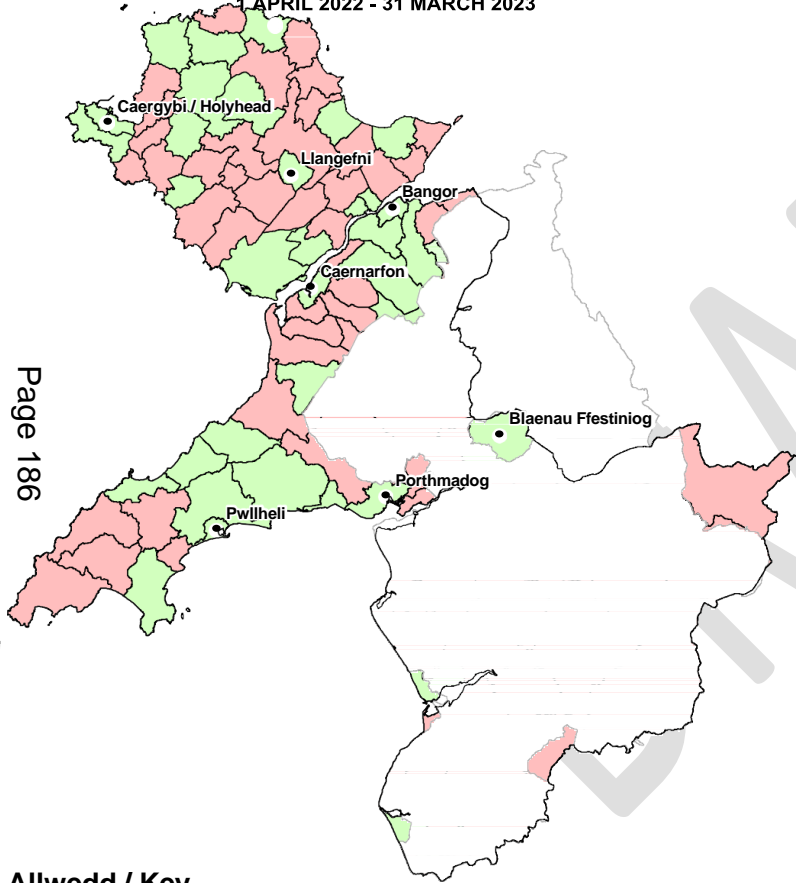 1 APRIL 2022 - 31 MARCH 2023
Caergybi / Holyhead
Llangefni
Bangor
Caernarfon
Page 186
Blaenau Ffestiniog
Porthmadog
Pwllheli
Allwedd / Key